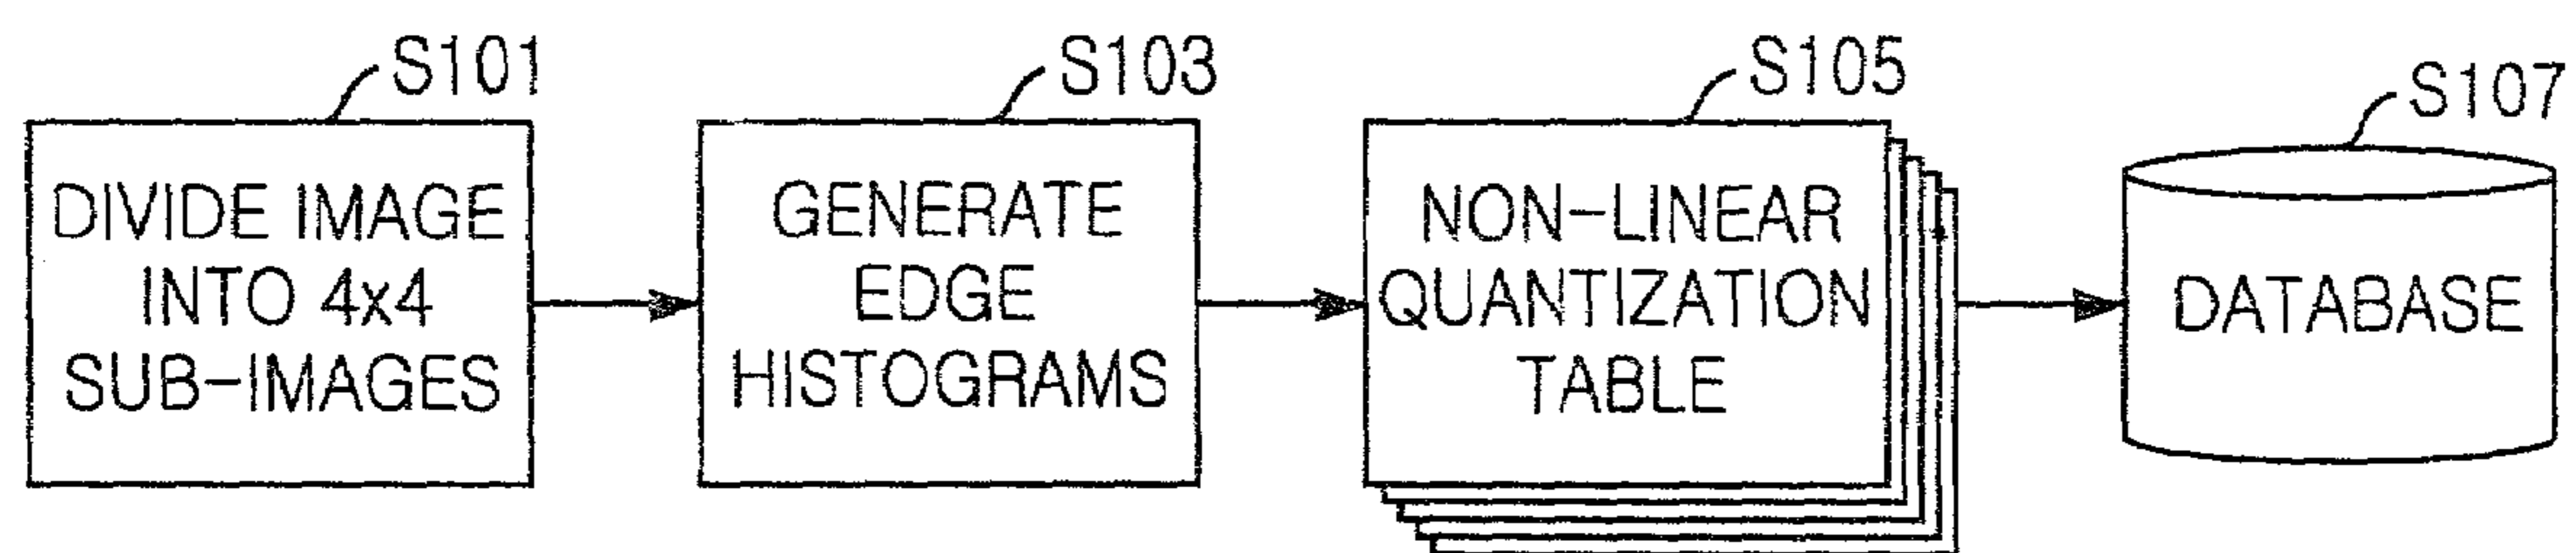 S101
DIVIDE IMAGE
INTO 4x4
SUB-IMAGES
S103
GENERATE
EDGE
HISTOGRAMS
S105
NON-LINEAR
QUANTIZATION
TABLE
S107
DATABASE